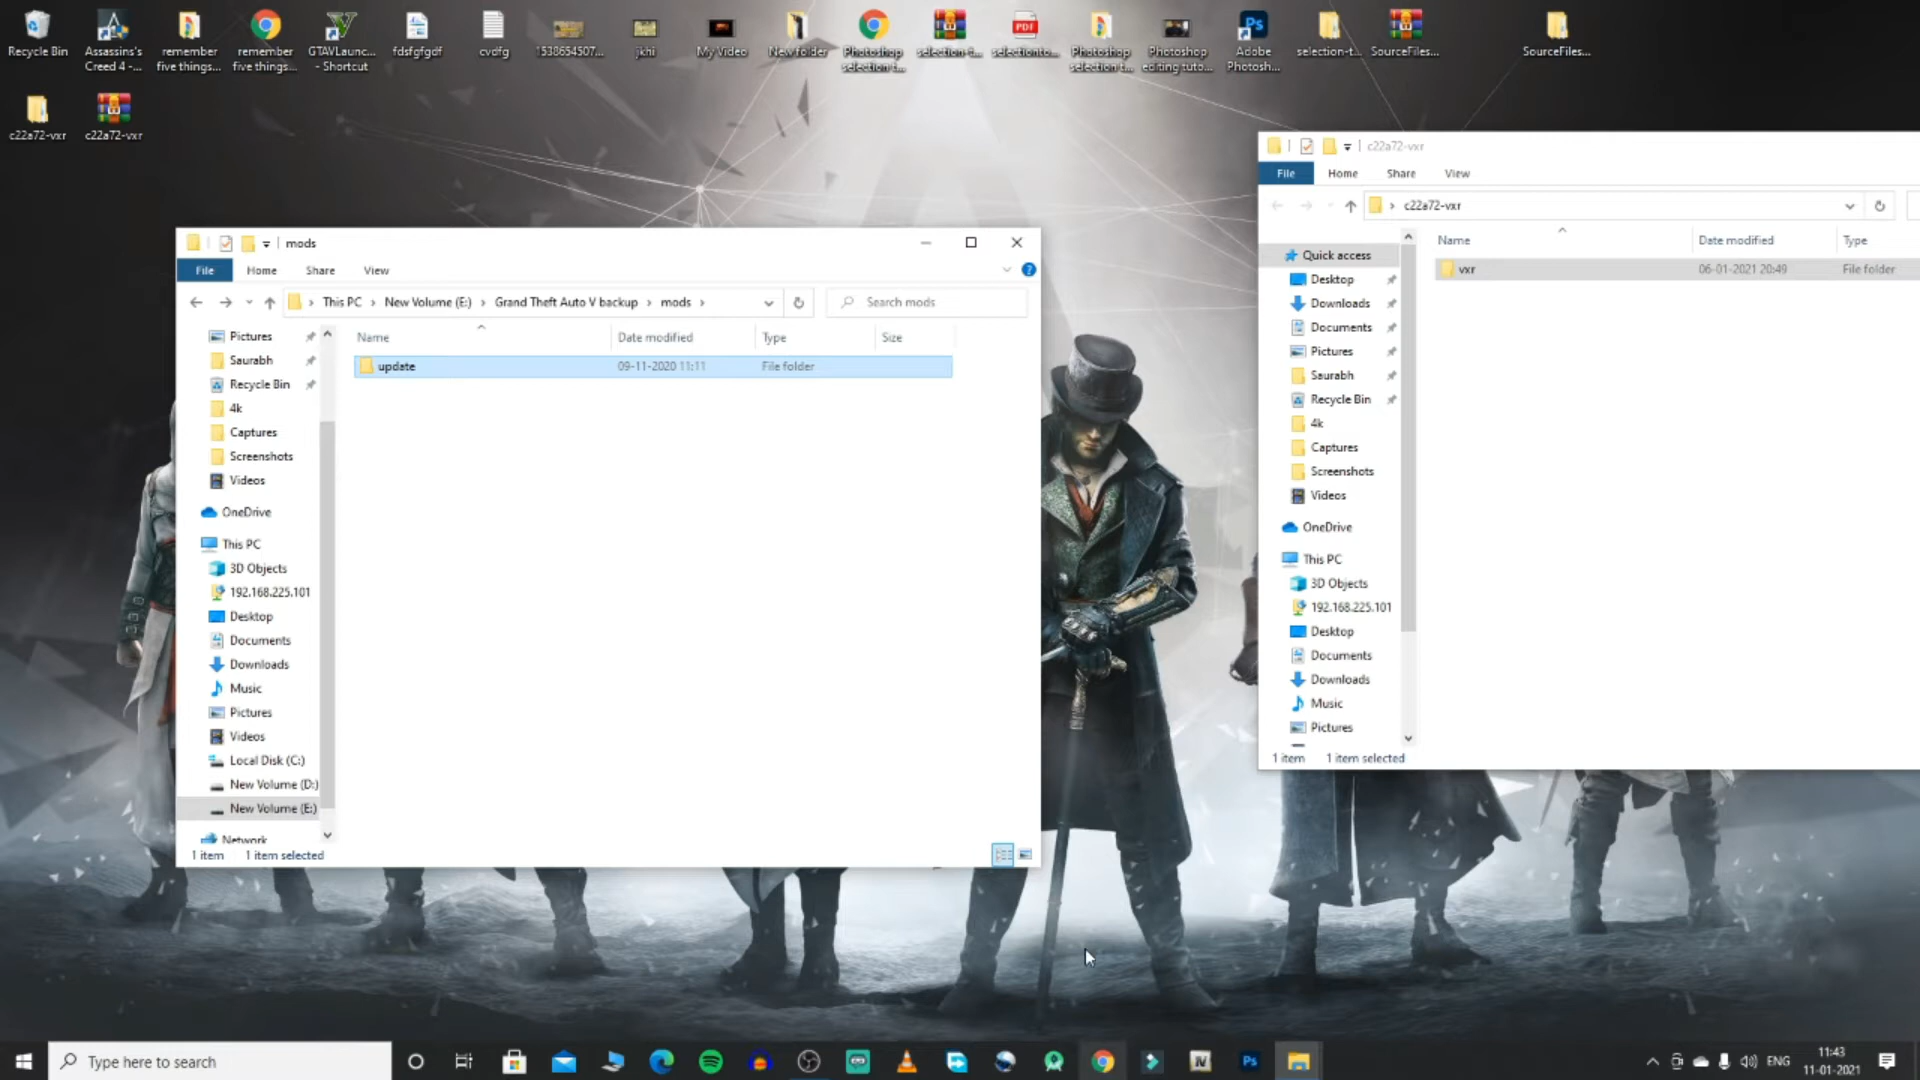 Recycle Bin
Assassin's
Creed 4 -...
remember
five things...
remember
five things...
GTAVLaunc...
- Shortcut
fdsfgfgdf
cvdfg
1538654507...
jkhi
My Video
New folder
Photoshop
selection t...
selection-t...
selectionto...
Photoshop
selection t...
Photoshop
editing tuto...
Adobe
Photosh...
selection-t...
SourceFiles...
SourceFiles...
c22a72-vxr
c22a72-vxr
mods
File Home Share View
This PC > New Volume (E:) > Grand Theft Auto V backup > mods >
Search mods
Name Date modified Type Size
update 09-11-2020 11:11 File folder
Pictures
Saurabh
Recycle Bin
4k
Captures
Screenshots
Videos
OneDrive
This PC
3D Objects
192.168.225.101
Desktop
Documents
Downloads
Music
Pictures
Videos
Local Disk (C:)
New Volume (D:)
New Volume (E:)
Network
1 item 1 item selected
c22a72-vxr
File Home Share View
> c22a72-vxr
Name Date modified Type
vxr 06-01-2021 20:49 File folder
Quick access
Desktop
Downloads
Documents
Pictures
Saurabh
Recycle Bin
4k
Captures
Screenshots
Videos
OneDrive
This PC
3D Objects
192.168.225.101
Desktop
Documents
Downloads
Music
Pictures
1 item 1 item selected
Type here to search
ENG
11:43
11-01-2021